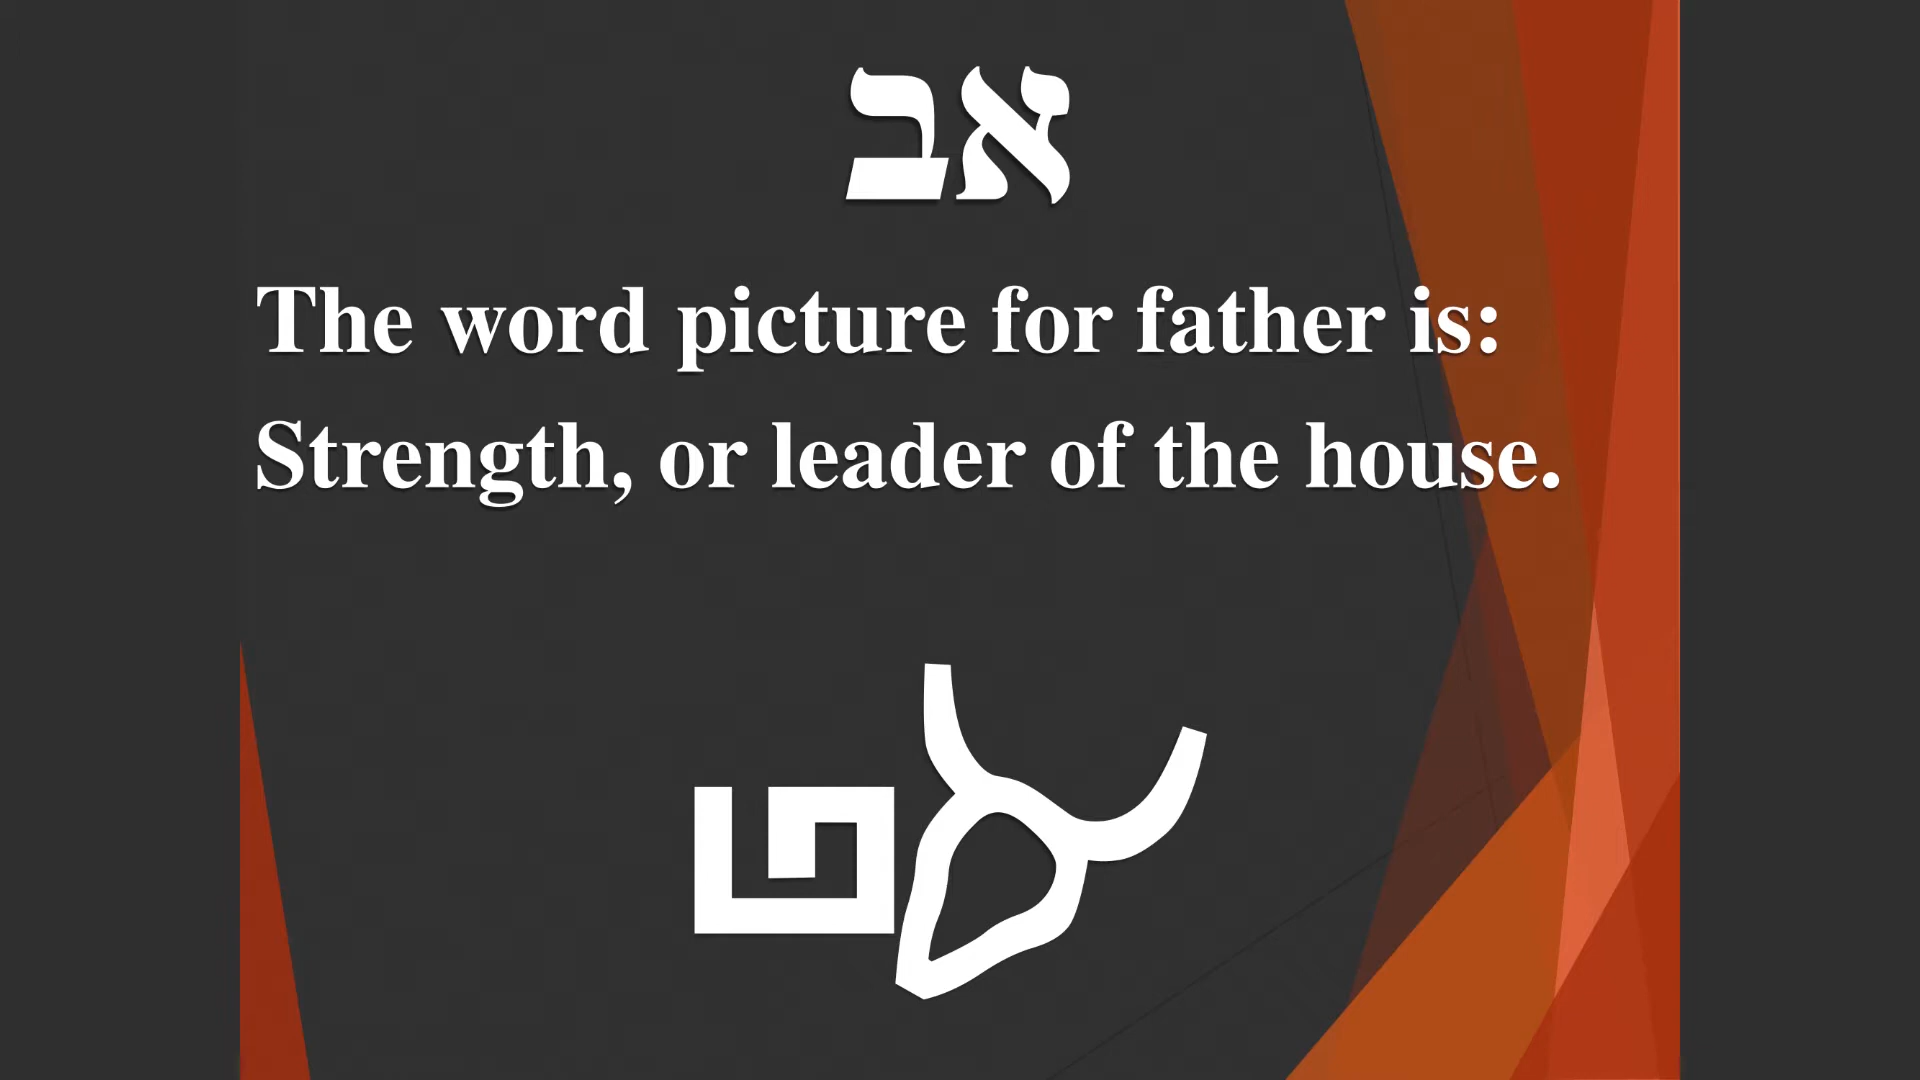 אב
The word picture for father is:
Strength, or leader of the house.